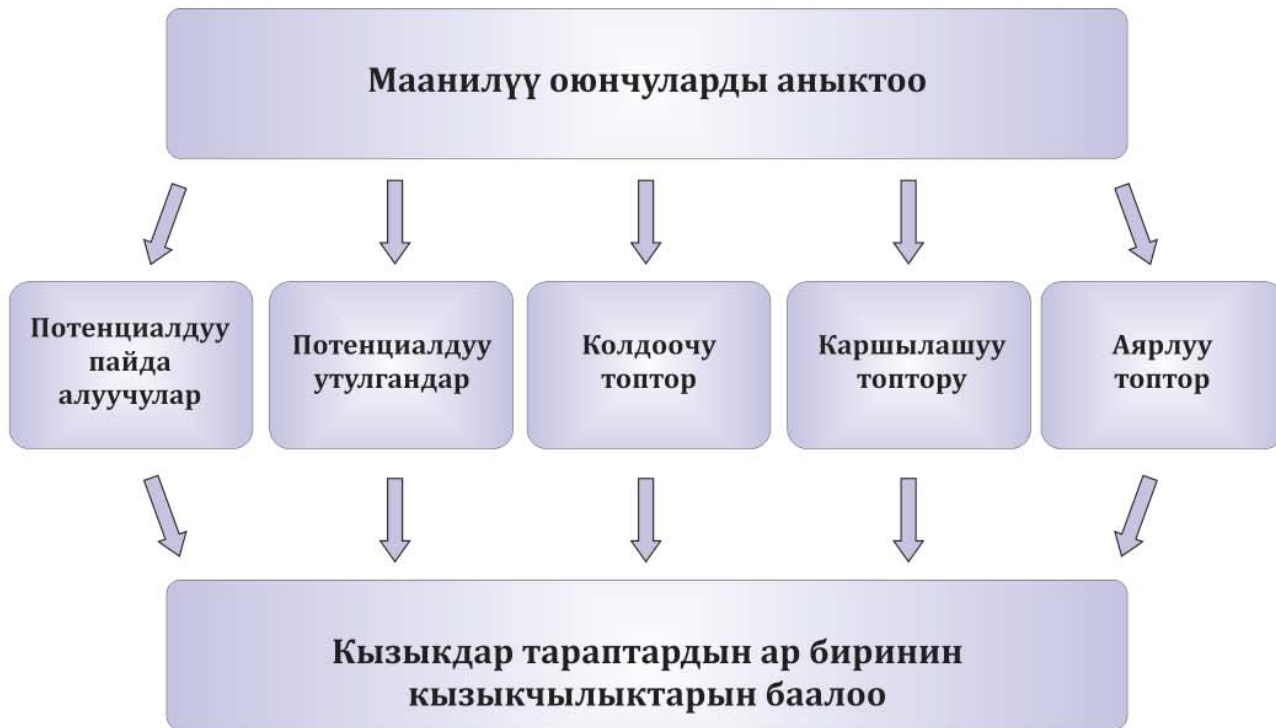 Маанилүү оюнчуларды аныктоо
Потенциалдуу
пайда
алуучулар
Потенциалдуу
утулгандар
Колдоочу
топтор
Каршылашуу
топтору
Аярлуу
топтор
Кызыкдар тараптардын ар биринин
кызыкчылыктарын баалоо